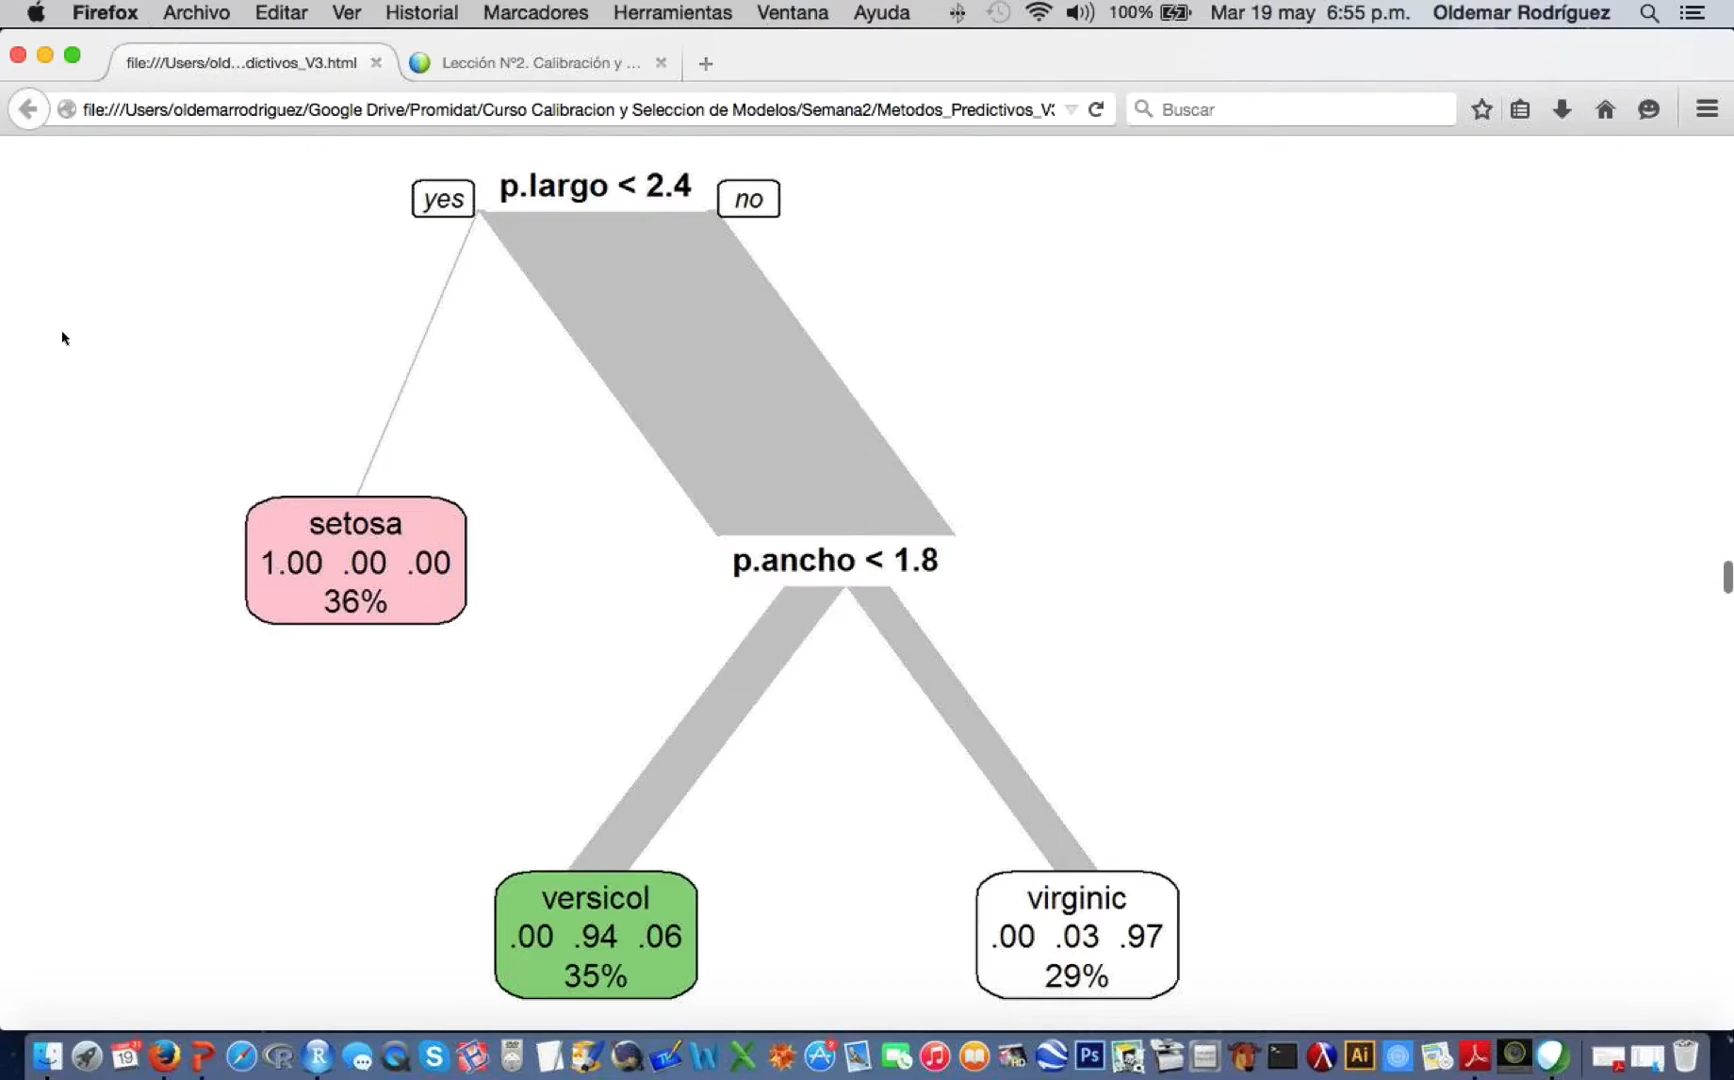 Firefox Archivo Editar Ver Historial Marcadores Herramientas Ventana Ayuda 100% Mar 19 may 6:55 p.m. Oldemar Rodríguez
file:///Users/old...dictivos_V3.html Lección Nº2. Calibración y ...
file:///Users/oldemarrodriguez/Google Drive/Promidat/Curso Calibracion y Seleccion de Modelos/Semana2/Metodos_Predictivos_V3 Buscar
yes p.largo < 2.4 no
setosa
1.00 .00 .00
36%
p.ancho < 1.8
versicol
.00 .94 .06
35%
virginic
.00 .03 .97
29%